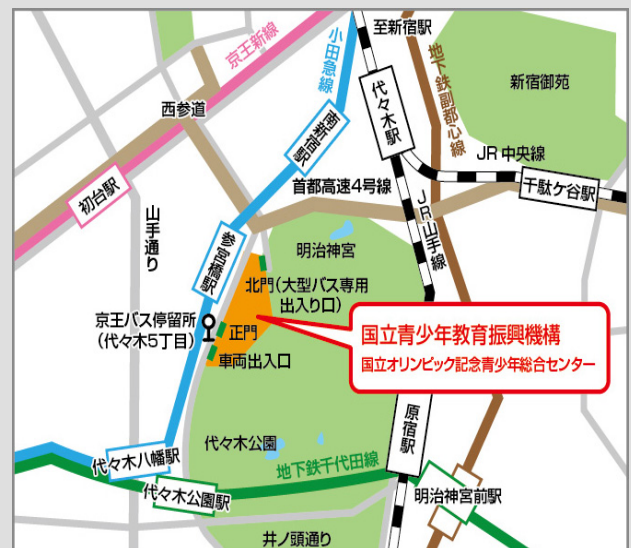 至新宿駅
京王新線
小田急線
地下鉄副都心線
新宿御苑
代々木駅
西参道
南新宿駅
JR中央線
千駄ケ谷駅
首都高速4号線
初台駅
山手通り
JR山手線
参宮橋駅
明治神宮
北門(大型バス専用
出入り口)
京王バス停留所
(代々木5丁目)
正門
車両出入口
国立青少年教育振興機構
国立オリンピック記念青少年総合センター
原宿駅
代々木公園
代々木八幡駅
地下鉄千代田線
代々木公園駅
明治神宮前駅
井ノ頭通り